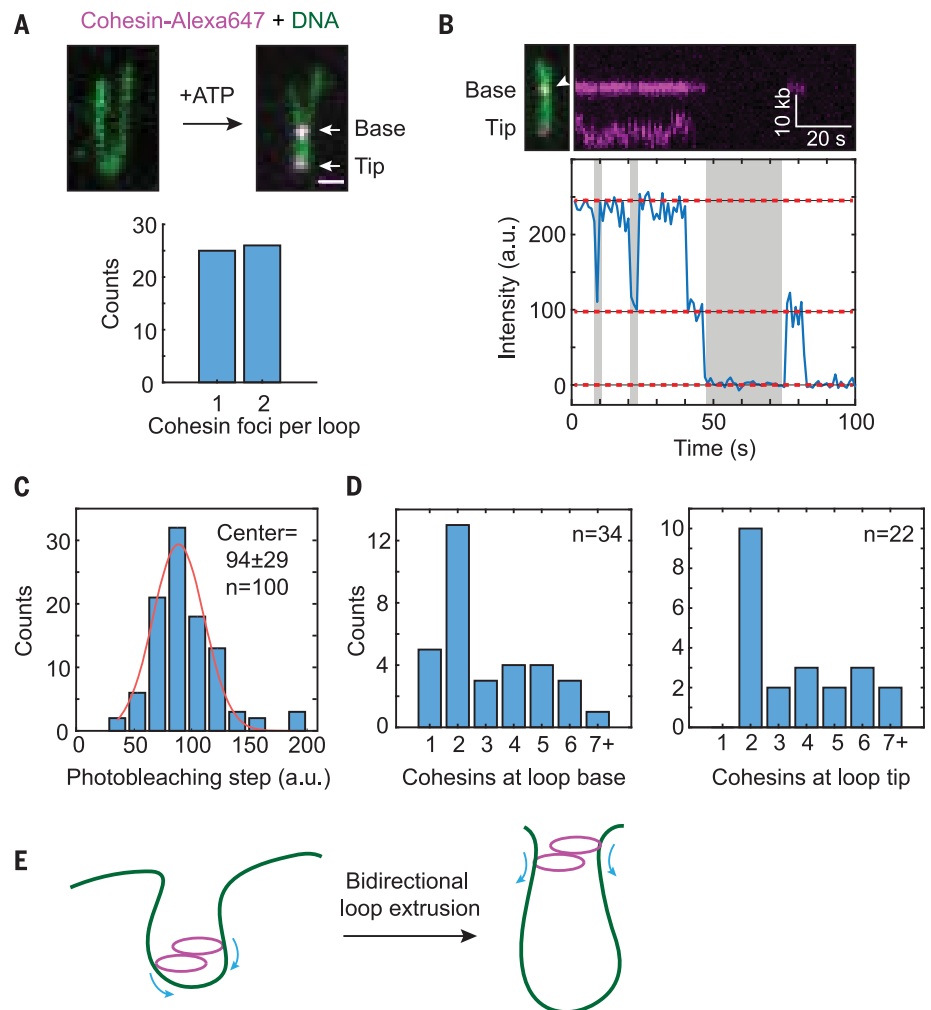 A
Cohesin-Alexa647 + DNA
+ATP
Base
Tip
30
20
10
0
Counts
1 2
Cohesin foci per loop
B
Base
Tip
10 kb
20 s
200
100
0
Intensity (a.u.)
0 50 100
Time (s)
C
Center=
94±29
n=100
30
20
10
0
Counts
0 50 100 150 200
Photobleaching step (a.u.)
D
n=34
12
8
4
0
Counts
1 2 3 4 5 6 7+
Cohesins at loop base
n=22
10
8
6
4
2
0
1 2 3 4 5 6 7+
Cohesins at loop tip
E
Bidirectional
loop extrusion